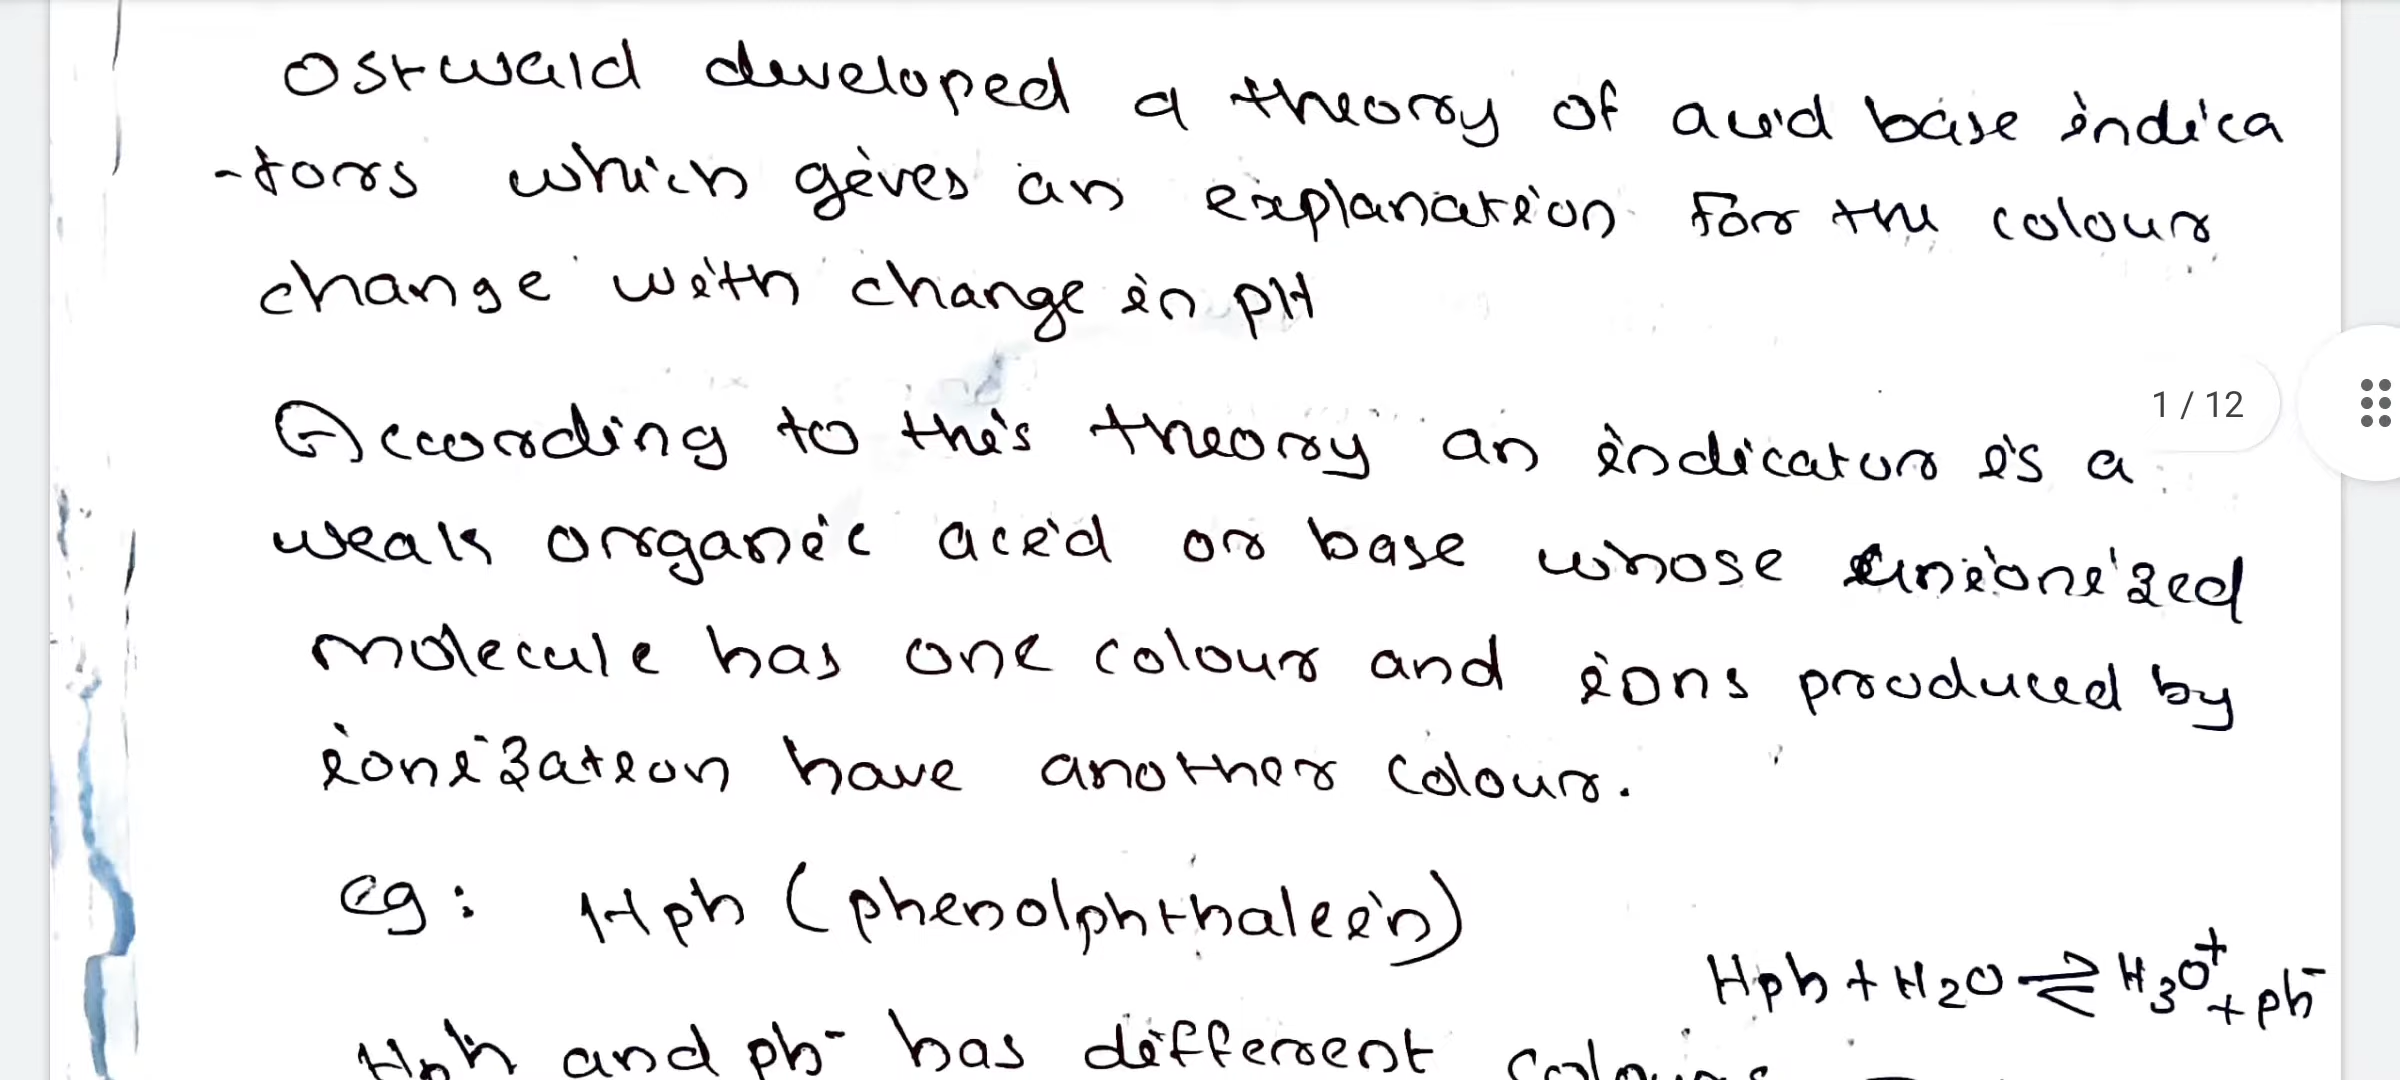 Ostwald developed a theory of acid base indica
-tors which gives an explanation for the colour
change with change in pH
1 / 12
According to this theory an indicator is a
weak organic acid or base whose unionized
molecule has one colour and ions produced by
ionization have another colour.
eg : Hph (phenolphthalein)
Hph + H2O ⇌ H3O+ + ph-
Hph and ph- has different colours